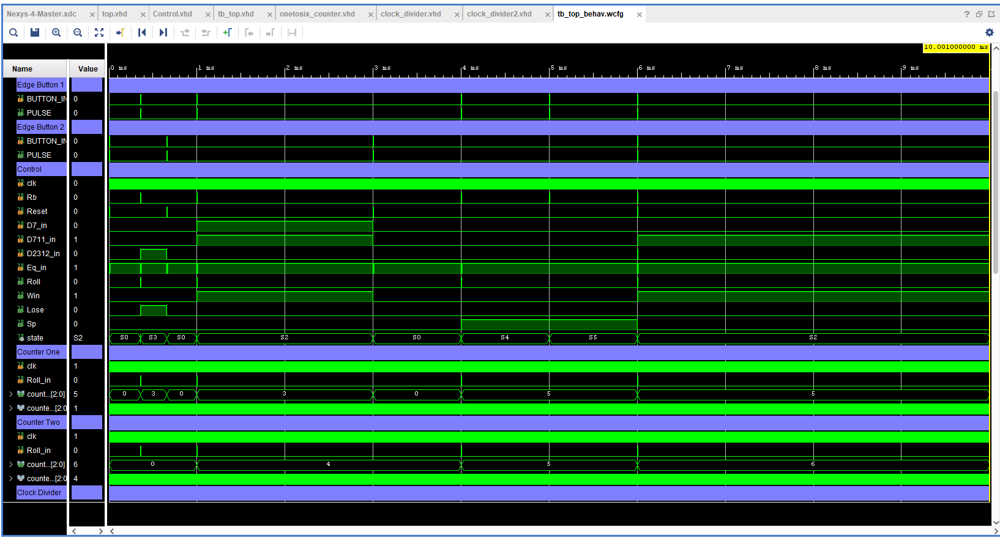 Nexys-4-Master.xdc × top.vhd × Control.vhd × tb_top.vhd × onetosix_counter.vhd × clock_divider.vhd × clock_divider2.vhd × tb_top_behav.wcfg ×
10.001000000 ms
Name Value 0 ms 1 ms 2 ms 3 ms 4 ms 5 ms 6 ms 7 ms 8 ms 9 ms
Edge Button 1
BUTTON_IN 0
PULSE 0
Edge Button 2
BUTTON_IN 0
PULSE 0
Control
clk 0
Rb 0
Reset 0
D7_in 0
D711_in 1
D2312_in 0
Eq_in 1
Roll 0
Win 1
Lose 0
Sp 0
state S2 S0 S3 S0 S2 S0 S4 S5 S2
Counter One
clk 1
Roll_in 0
count...[2:0] 5 0 3 0 3 0 5 5
counte...[2:0 1
Counter Two
clk 1
Roll_in 0
count...[2:0] 6 0 4 5 6
counte...[2:0 4
Clock Divider